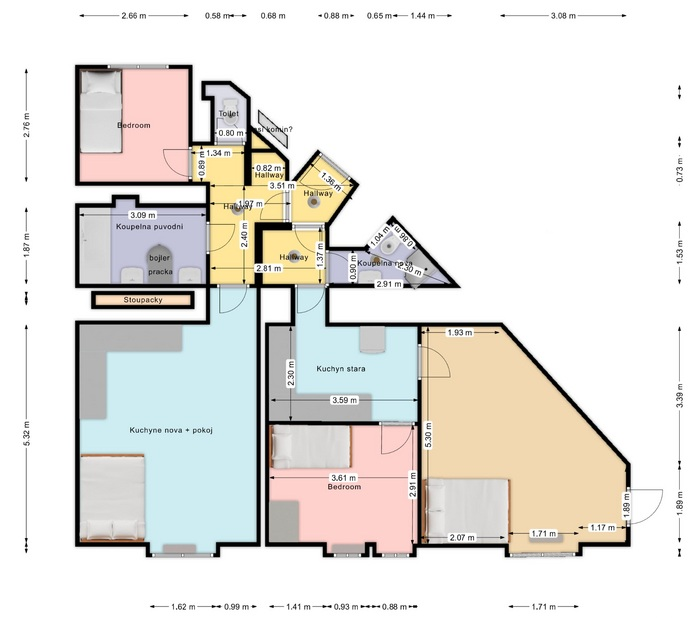 2.66 m
0.58 m
0.68 m
0.88 m
0.65 m
1.44 m
3.08 m
Toilet
Bedroom
0.80 m
komin?
2.76 m
0.89 m
1.34 m
0.82 m
Hallway
3.51 m
1.36 m
Hallway
0.73 m
1.97 m
Hallway
3.09 m
Koupelna puvodni
2.40 m
1.04 m
0.86 m
1.87 m
bojler
pracka
Hallway
2.81 m
1.37 m
0.90 m
Koupelna
2.91 m
1.53 m
Stoupacky
1.93 m
Kuchyn stara
2.30 m
3.59 m
3.39 m
5.32 m
Kuchyne nova + pokoj
5.30 m
3.61 m
Bedroom
2.91 m
1.89 m
1.89 m
2.07 m
1.71 m
1.17 m
1.62 m
0.99 m
1.41 m
0.93 m
0.88 m
1.71 m